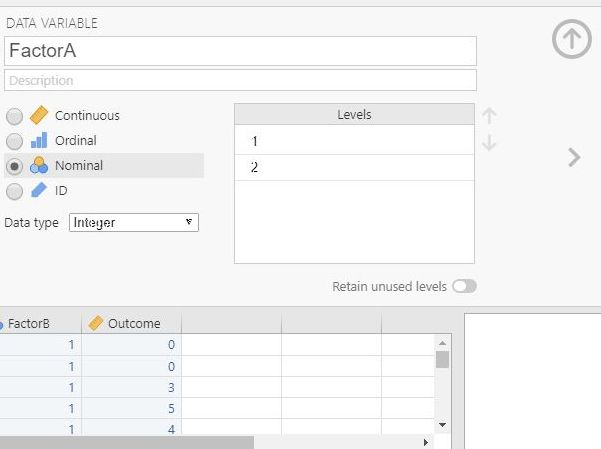 DATA VARIABLE
FactorA
Description
Continuous
Ordinal
Nominal
ID
Data type Integer
Levels
1
2
Retain unused levels
FactorB Outcome
1 0
1 0
1 3
1 5
1 4